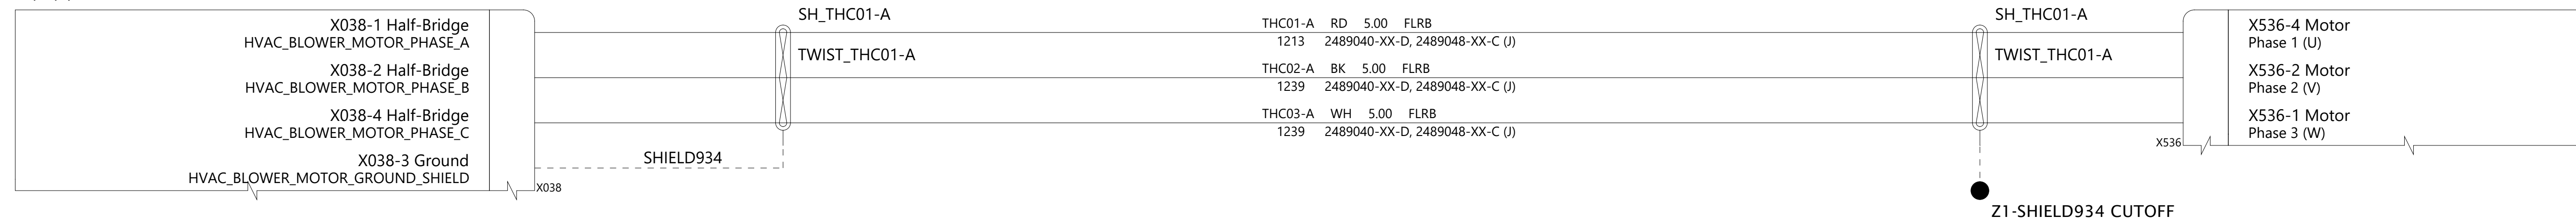 X038-1 Half-Bridge
HVAC_BLOWER_MOTOR_PHASE_A
X038-2 Half-Bridge
HVAC_BLOWER_MOTOR_PHASE_B
X038-4 Half-Bridge
HVAC_BLOWER_MOTOR_PHASE_C
X038-3 Ground
HVAC_BLOWER_MOTOR_GROUND_SHIELD
X038
SHIELD934
SH_THC01-A
TWIST_THC01-A
THC01-A RD 5.00 FLRB
1213 2489040-XX-D, 2489048-XX-C (J)
THC02-A BK 5.00 FLRB
1239 2489040-XX-D, 2489048-XX-C (J)
THC03-A WH 5.00 FLRB
1239 2489040-XX-D, 2489048-XX-C (J)
SH_THC01-A
TWIST_THC01-A
Z1-SHIELD934 CUTOFF
X536
X536-4 Motor
Phase 1 (U)
X536-2 Motor
Phase 2 (V)
X536-1 Motor
Phase 3 (W)